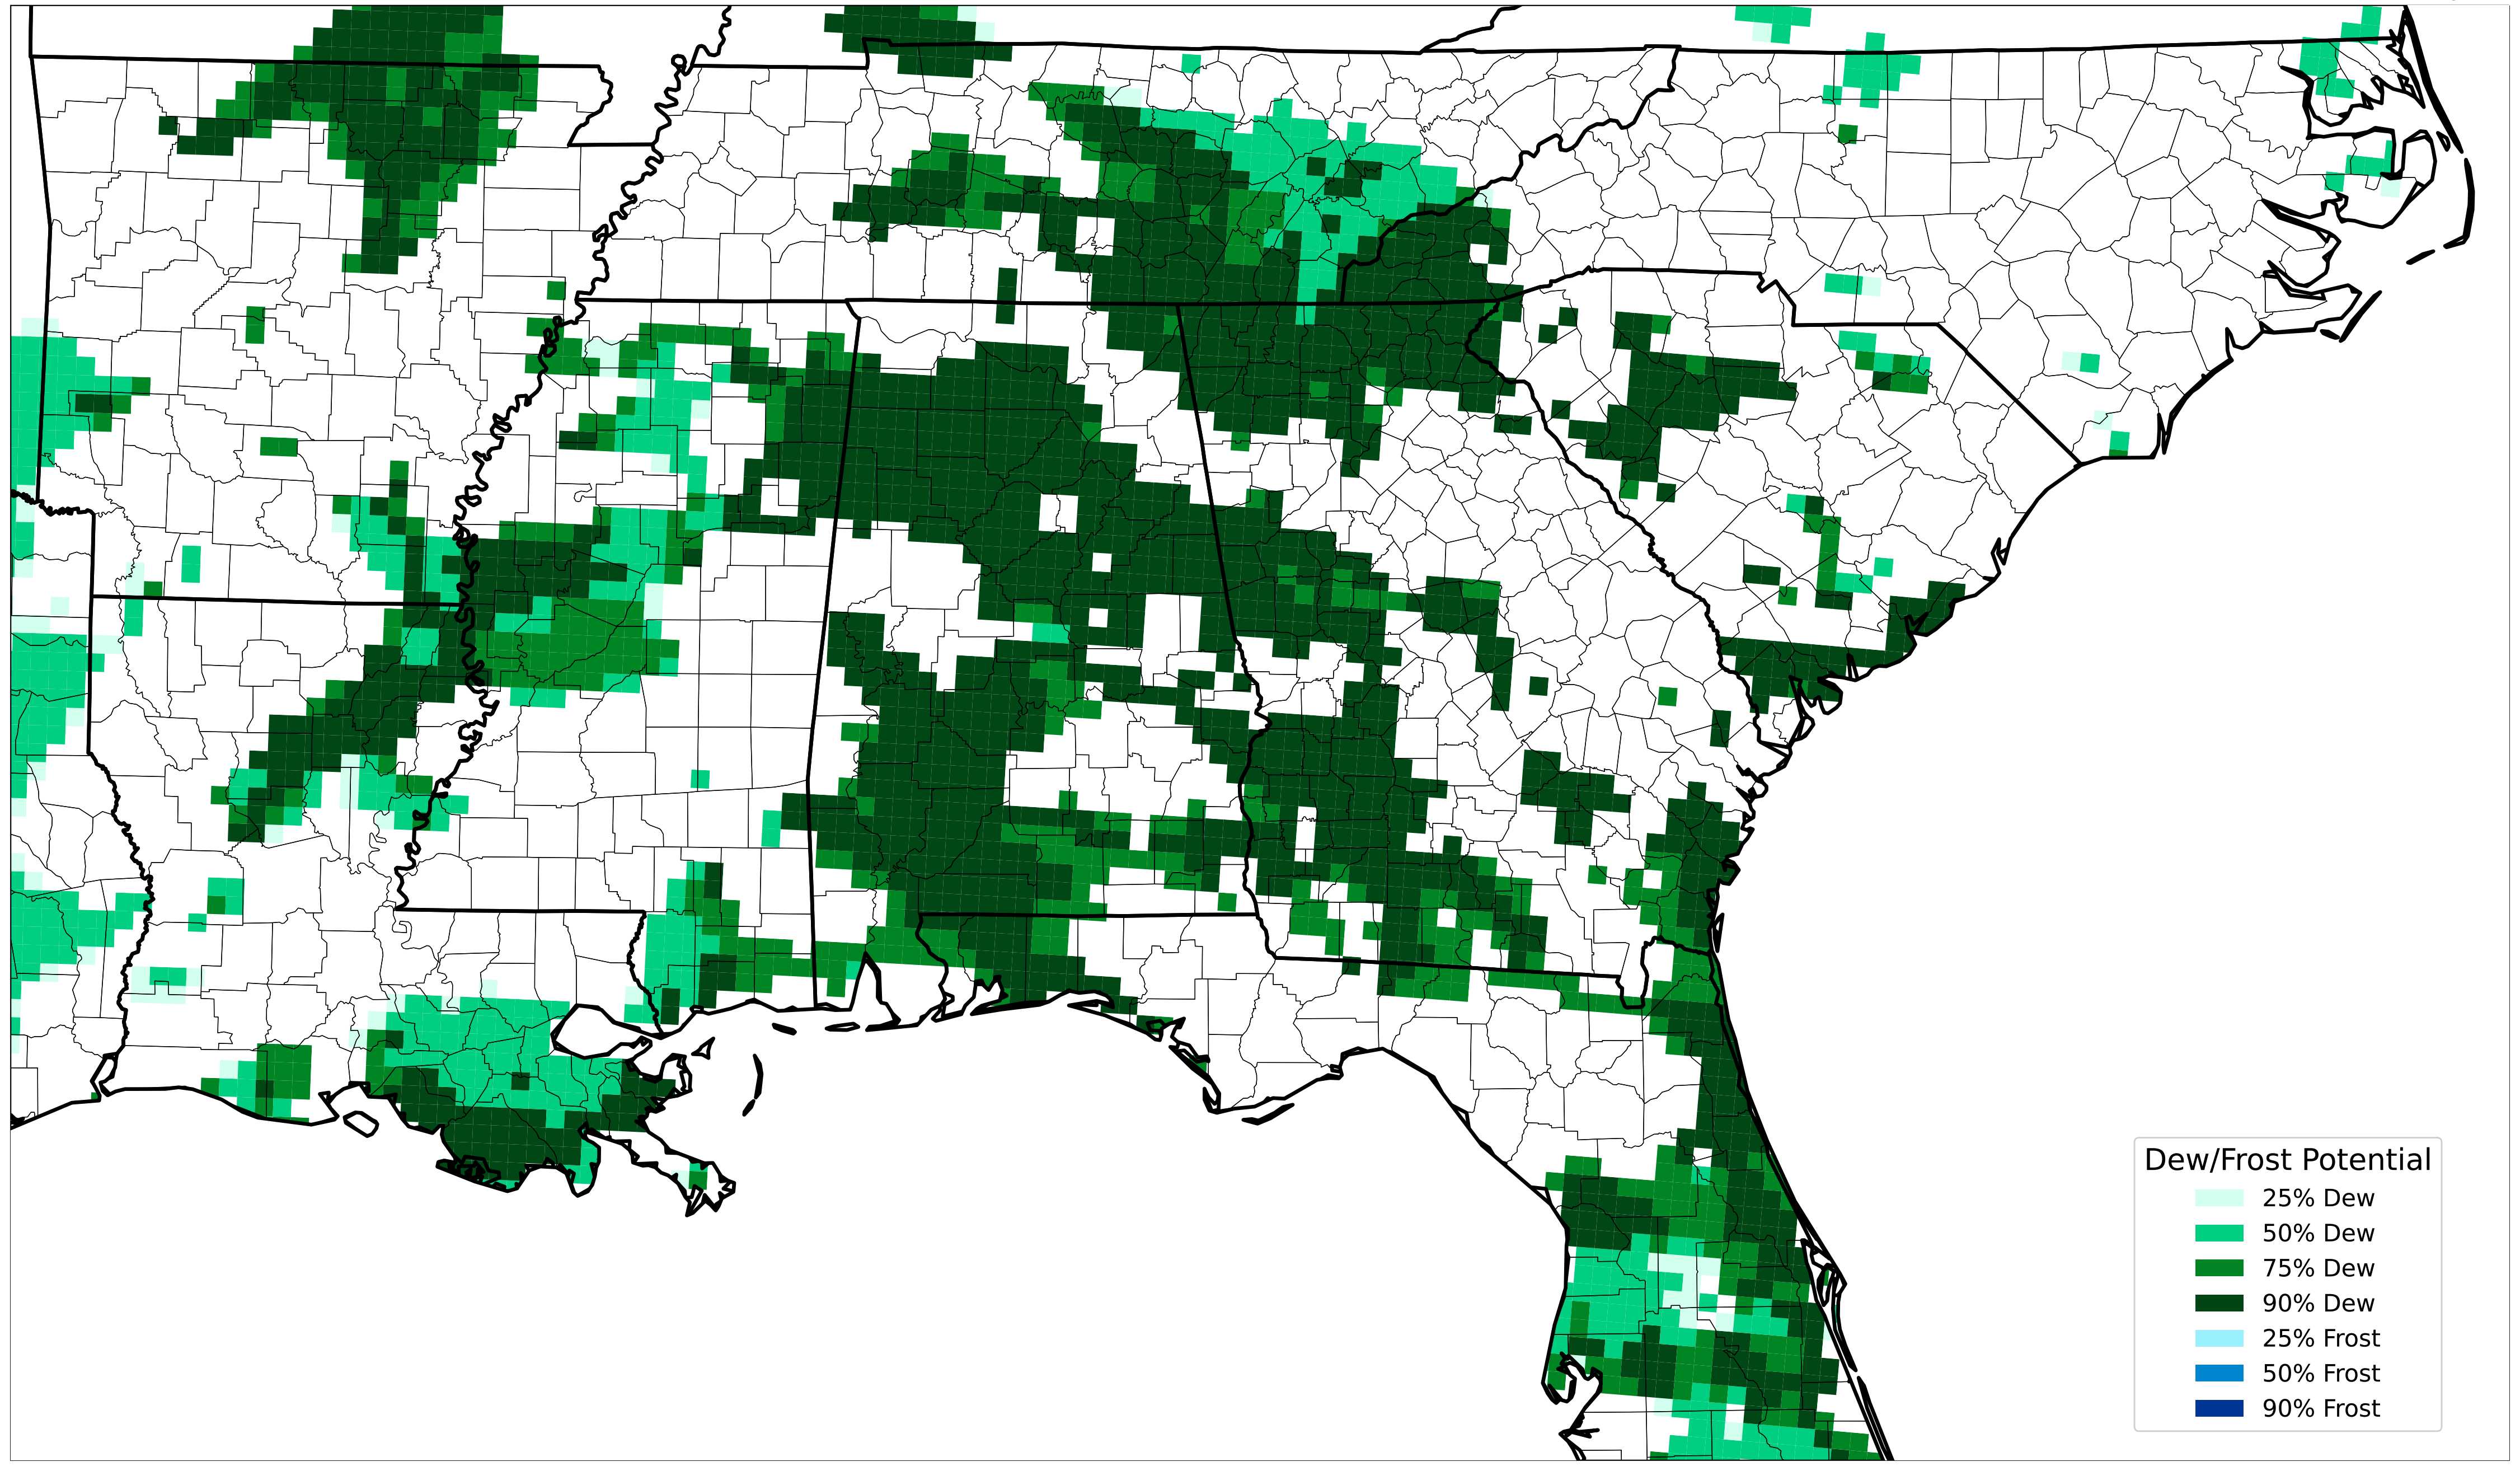 Dew/Frost Potential
25% Dew
50% Dew
75% Dew
90% Dew
25% Frost
50% Frost
90% Frost